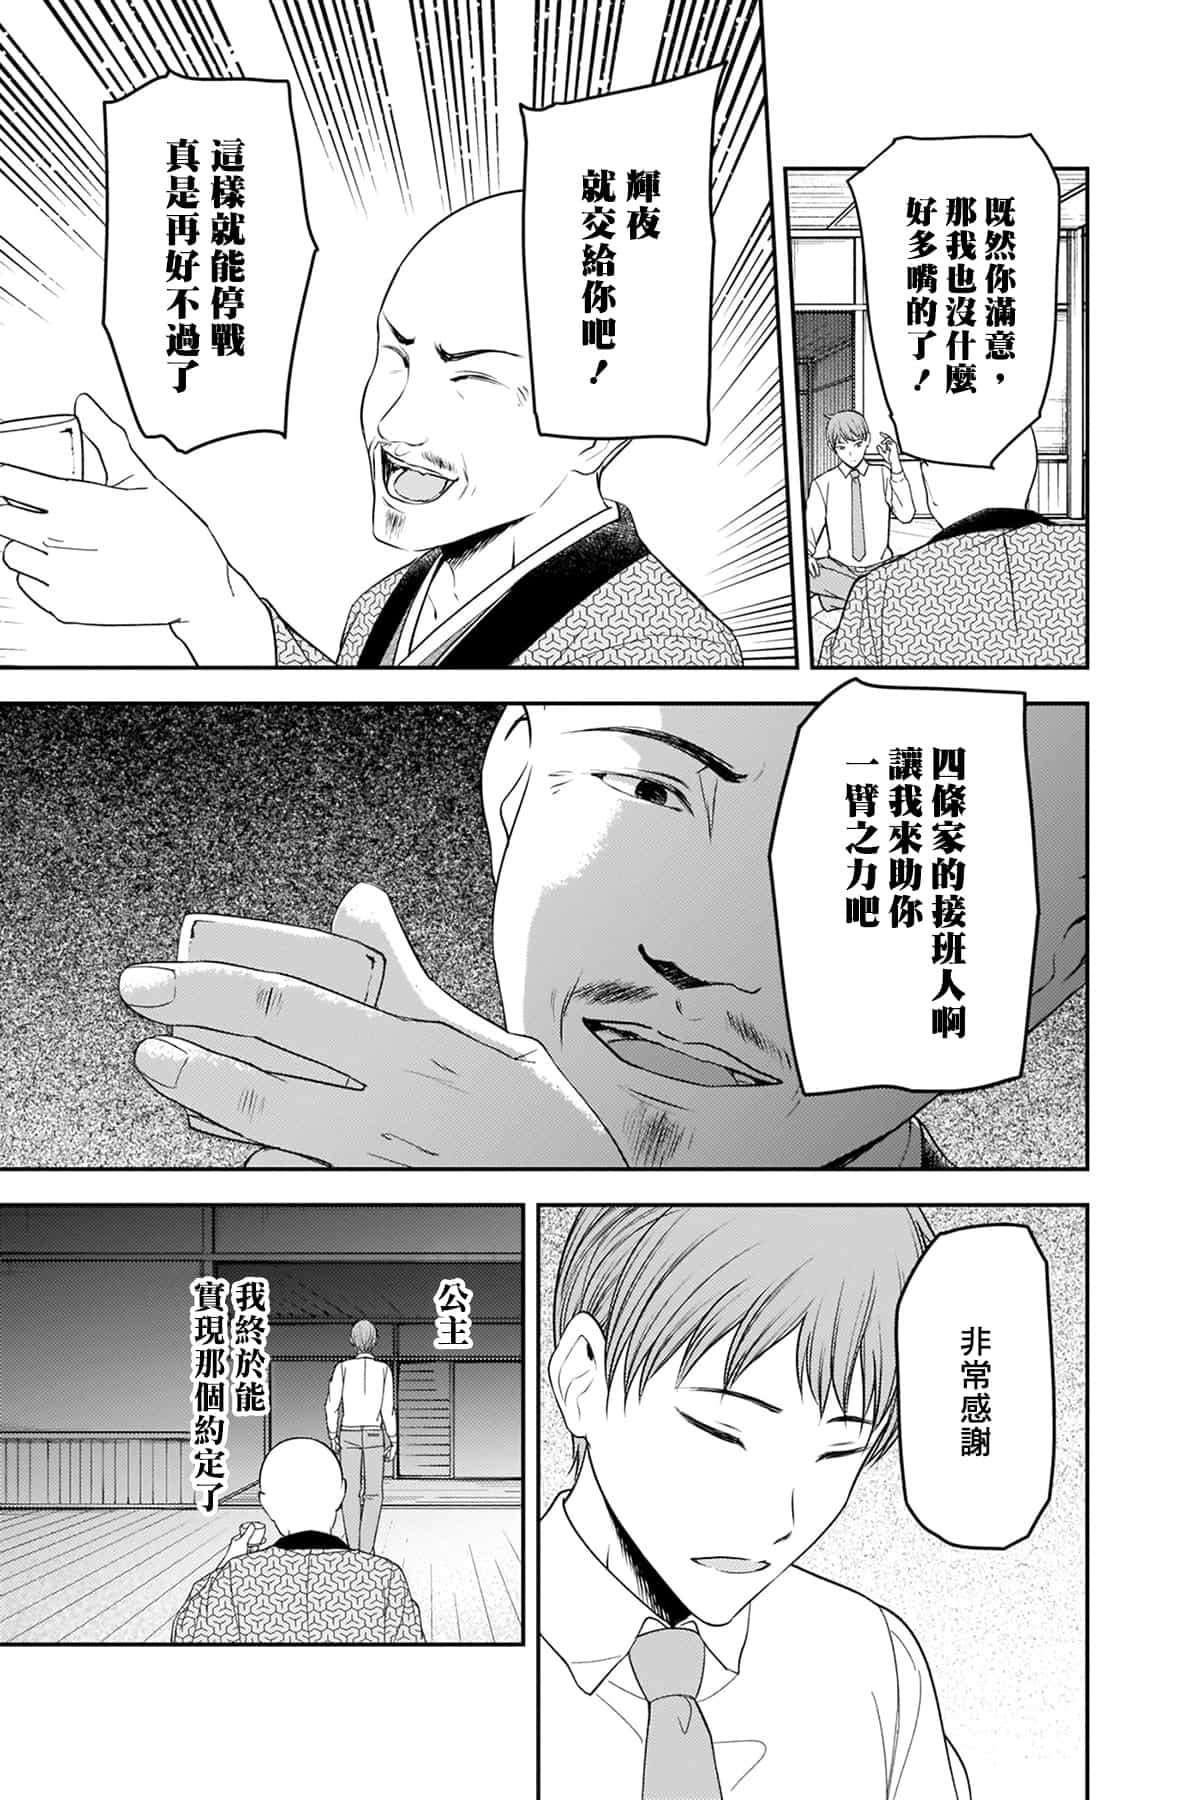 既然你滿意，
那我也沒什麼
好多嘴的了！
輝夜
就交給你吧！
這樣就能停戰
真是再好不過了
四條家的接班人啊
讓我來助你
一臂之力吧
非常感謝
公主
我終於能
實現那個約定了